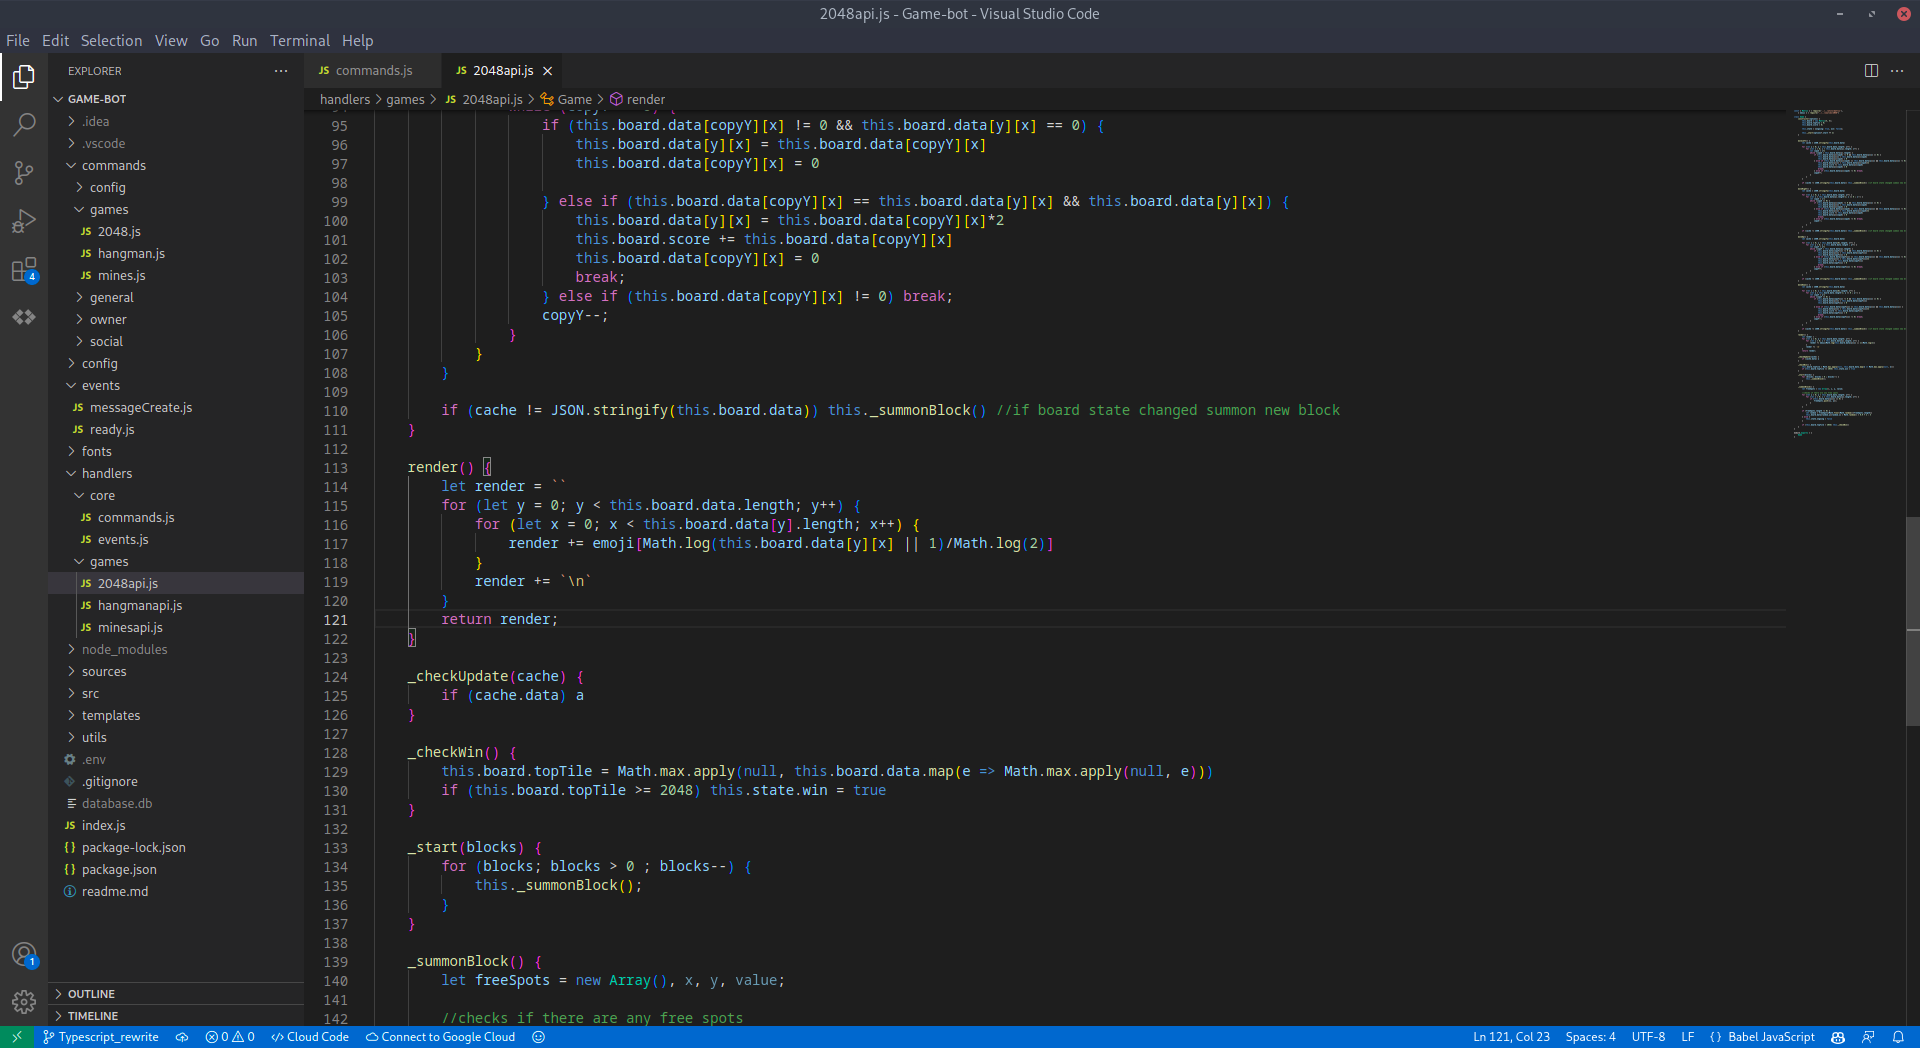 2048api.js - Game-bot - Visual Studio Code
File Edit Selection View Go Run Terminal Help
EXPLORER
GAME-BOT
.idea
.vscode
commands
config
games
JS 2048.js
JS hangman.js
JS mines.js
general
owner
social
config
events
JS messageCreate.js
JS ready.js
fonts
handlers
core
JS commands.js
JS events.js
games
JS 2048api.js
JS hangmanapi.js
JS minesapi.js
node_modules
sources
src
templates
utils
.env
.gitignore
database.db
JS index.js
{} package-lock.json
{} package.json
readme.md
OUTLINE
TIMELINE
4
1
JS commands.js JS 2048api.js
handlers > games > JS 2048api.js > Game > render
95 if (this.board.data[copyY][x] != 0 && this.board.data[y][x] == 0) {
96 this.board.data[y][x] = this.board.data[copyY][x]
97 this.board.data[copyY][x] = 0
98
99 } else if (this.board.data[copyY][x] == this.board.data[y][x] && this.board.data[y][x]) {
100 this.board.data[y][x] = this.board.data[copyY][x]*2
101 this.board.score += this.board.data[copyY][x]
102 this.board.data[copyY][x] = 0
103 break;
104 } else if (this.board.data[copyY][x] != 0) break;
105 copyY--;
106 }
107 }
108 }
109
110 if (cache != JSON.stringify(this.board.data)) this._summonBlock() //if board state changed summon new block
111 }
112
113 render() {
114 let render = ``
115 for (let y = 0; y < this.board.data.length; y++) {
116 for (let x = 0; x < this.board.data[y].length; x++) {
117 render += emoji[Math.log(this.board.data[y][x] || 1)/Math.log(2)]
118 }
119 render += `\n`
120 }
121 return render;
122 }
123
124 _checkUpdate(cache) {
125 if (cache.data) a
126 }
127
128 _checkWin() {
129 this.board.topTile = Math.max.apply(null, this.board.data.map(e => Math.max.apply(null, e)))
130 if (this.board.topTile >= 2048) this.state.win = true
131 }
132
133 _start(blocks) {
134 for (blocks; blocks > 0 ; blocks--) {
135 this._summonBlock();
136 }
137 }
138
139 _summonBlock() {
140 let freeSpots = new Array(), x, y, value;
141
142 //checks if there are any free spots
Typescript_rewrite 0 0 Cloud Code Connect to Google Cloud Ln 121, Col 23 Spaces: 4 UTF-8 LF {} Babel JavaScript